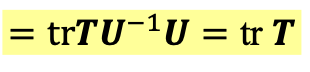 = tr𝑻𝑼⁻¹𝑼 = tr 𝑻